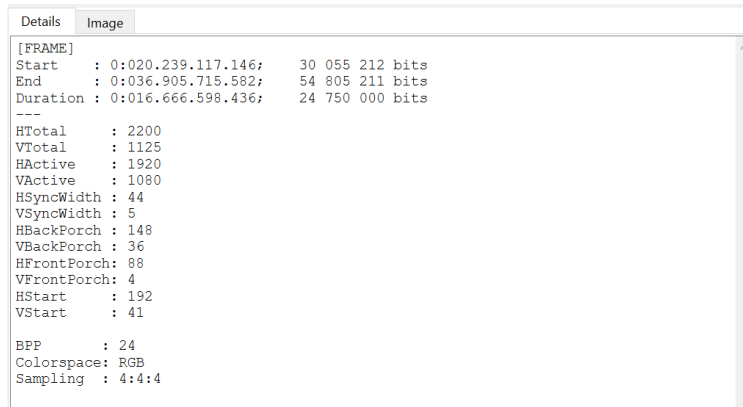 Details Image
[FRAME]
Start    : 0:020.239.117.146;    30 055 212 bits
End      : 0:036.905.715.582;    54 805 211 bits
Duration : 0:016.666.598.436;    24 750 000 bits
---
HTotal     : 2200
VTotal     : 1125
HActive    : 1920
VActive    : 1080
HSyncWidth : 44
VSyncWidth : 5
HBackPorch : 148
VBackPorch : 36
HFrontPorch: 88
VFrontPorch: 4
HStart     : 192
VStart     : 41
BPP       : 24
Colorspace: RGB
Sampling  : 4:4:4